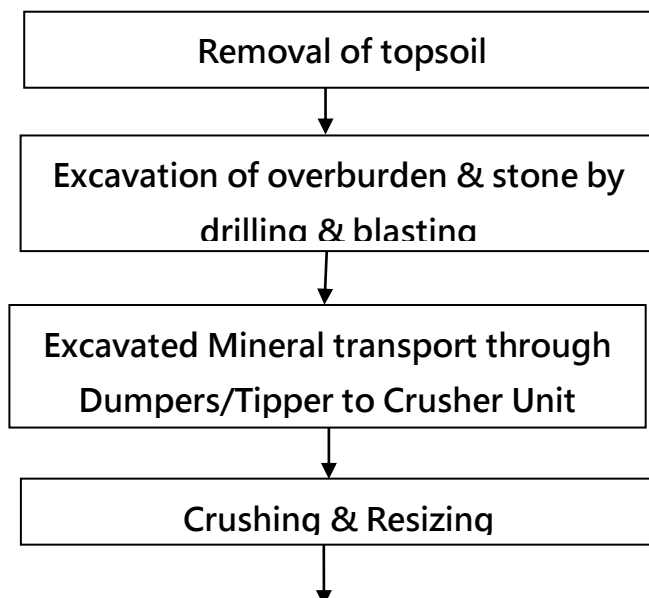 Removal of topsoil
Excavation of overburden & stone by
drilling & blasting
Excavated Mineral transport through
Dumpers/Tipper to Crusher Unit
Crushing & Resizing